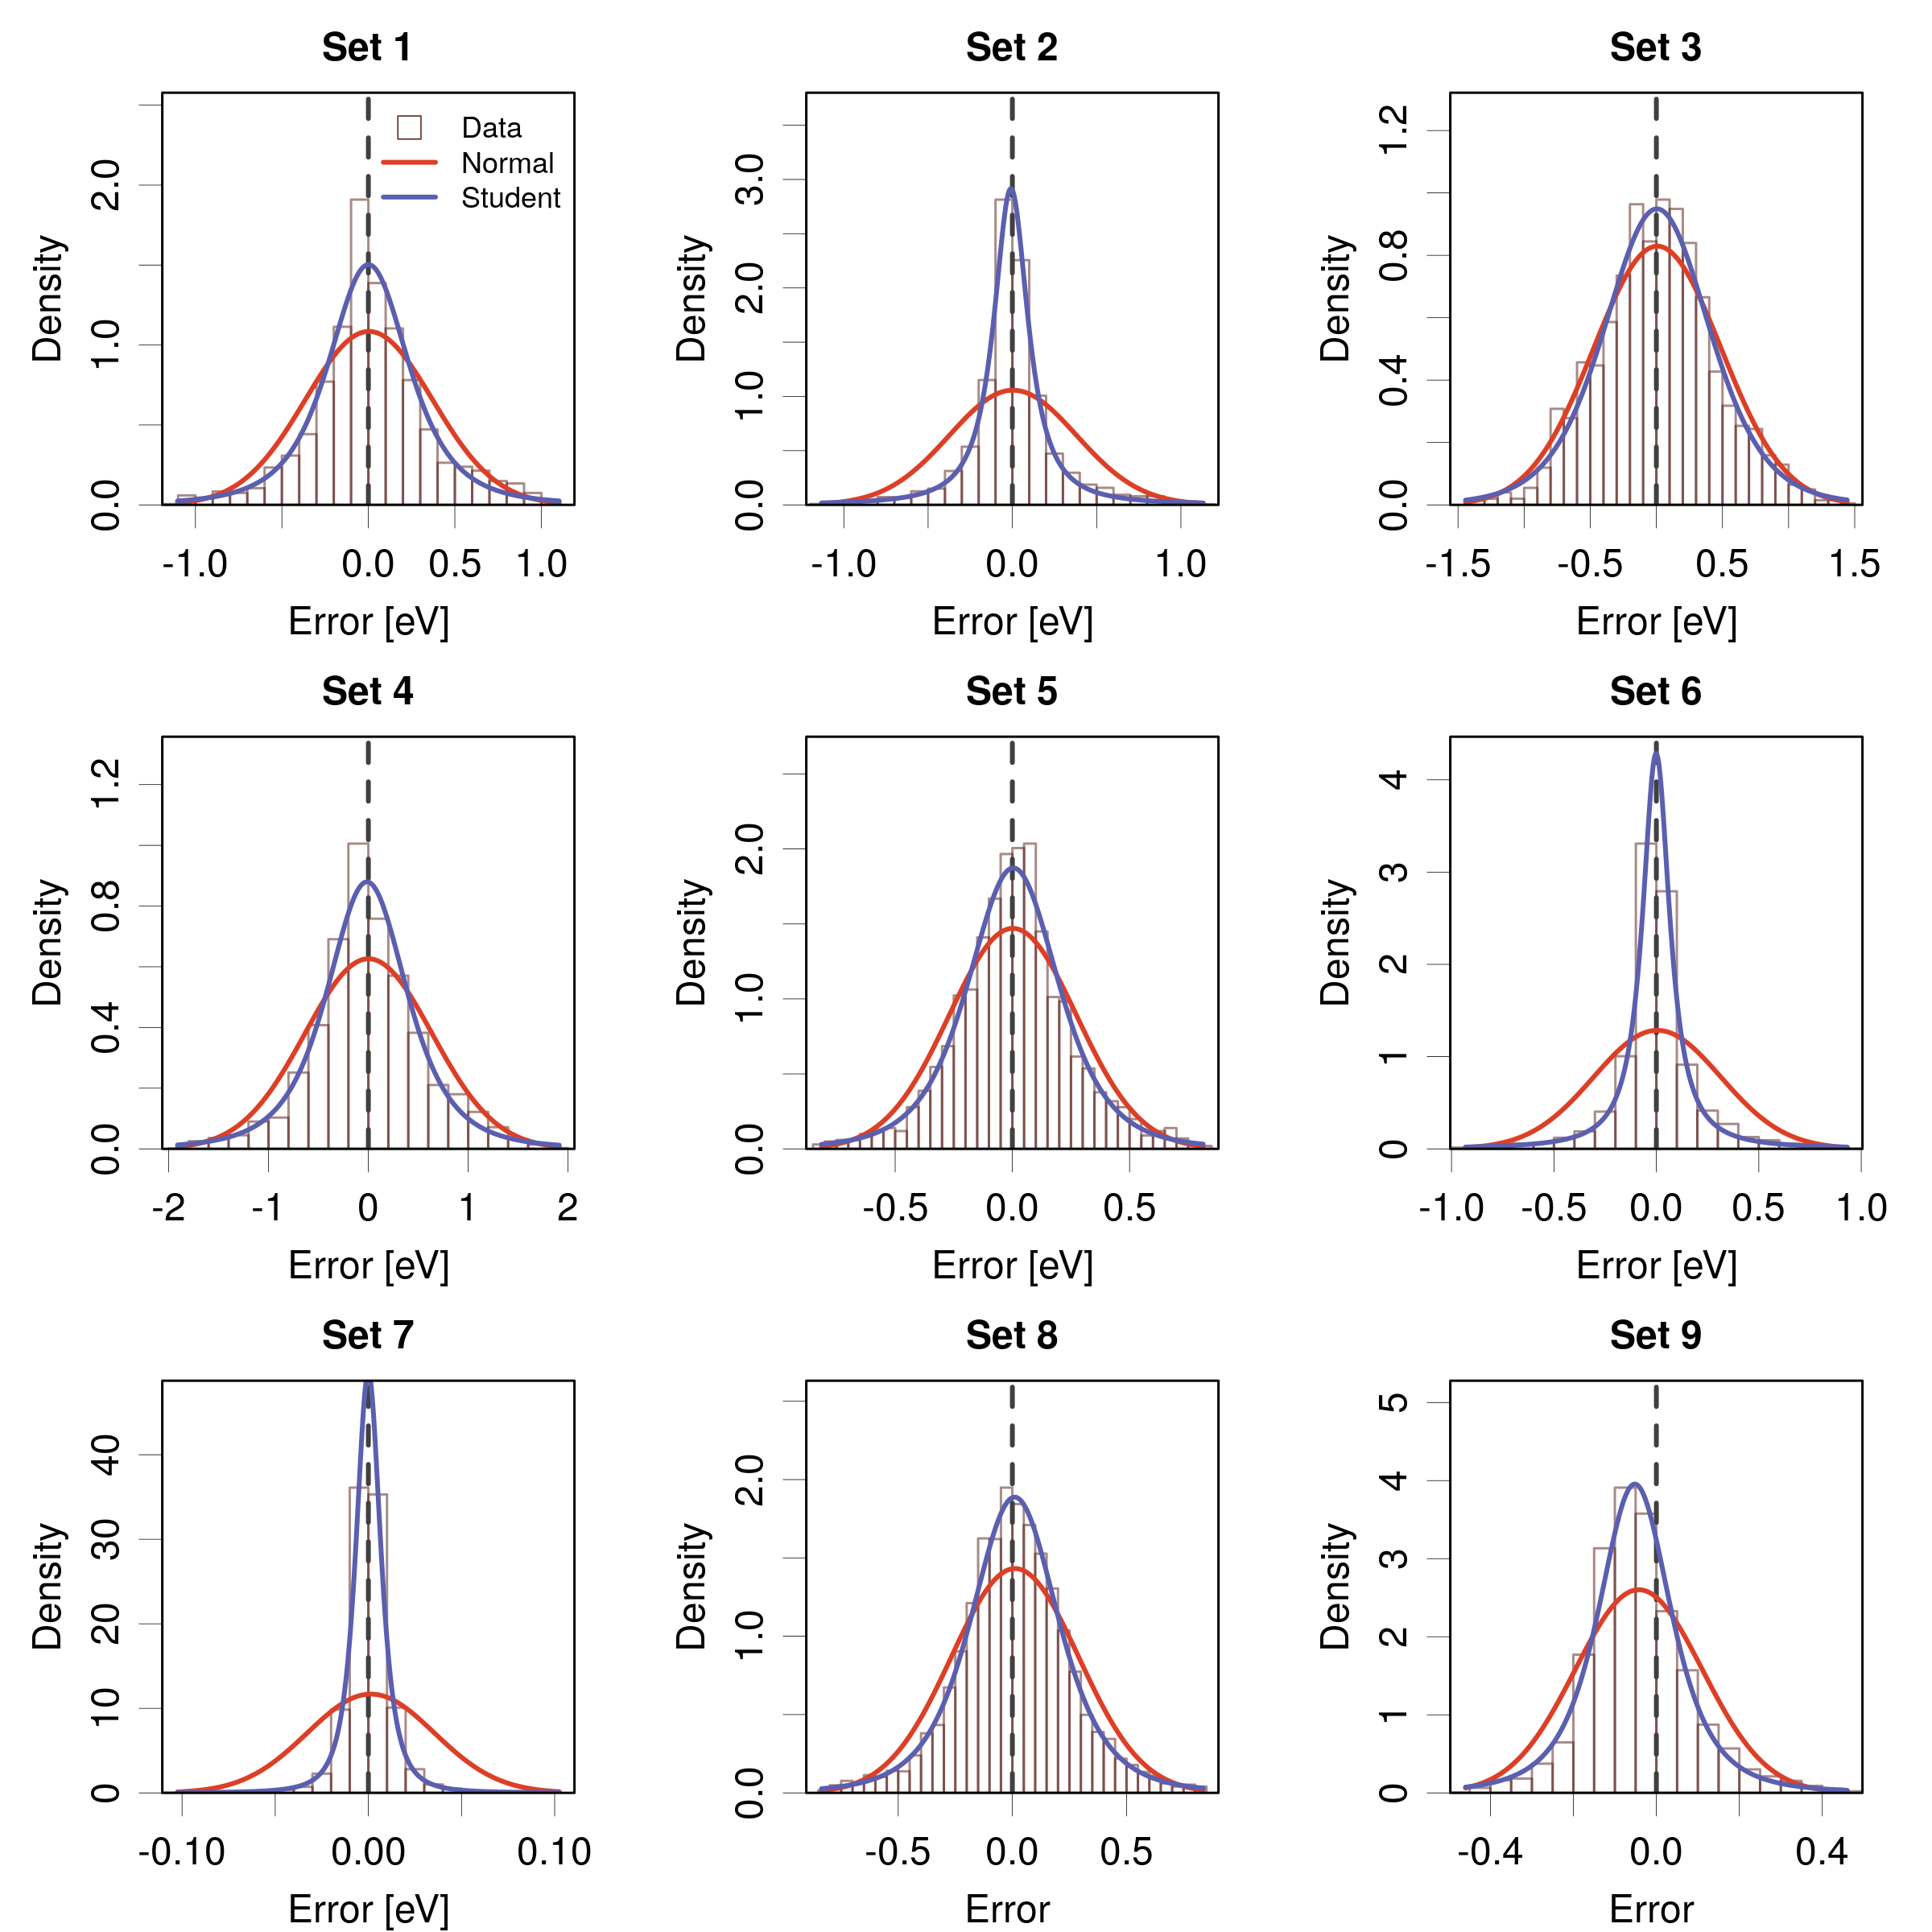 Set 1
Density
0.0 1.0 2.0
Data
Normal
Student
-1.0 0.0 0.5 1.0
Error [eV]
Set 2
Density
0.0 1.0 2.0 3.0
-1.0 0.0 1.0
Error [eV]
Set 3
Density
0.0 0.4 0.8 1.2
-1.5 -0.5 0.5 1.5
Error [eV]
Set 4
Density
0.0 0.4 0.8 1.2
-2 -1 0 1 2
Error [eV]
Set 5
Density
0.0 1.0 2.0
-0.5 0.0 0.5
Error [eV]
Set 6
Density
0 1 2 3 4
-1.0 -0.5 0.0 0.5 1.0
Error [eV]
Set 7
Density
0 10 20 30 40
-0.10 0.00 0.10
Error [eV]
Set 8
Density
0.0 1.0 2.0
-0.5 0.0 0.5
Error
Set 9
Density
0 1 2 3 4 5
-0.4 0.0 0.4
Error